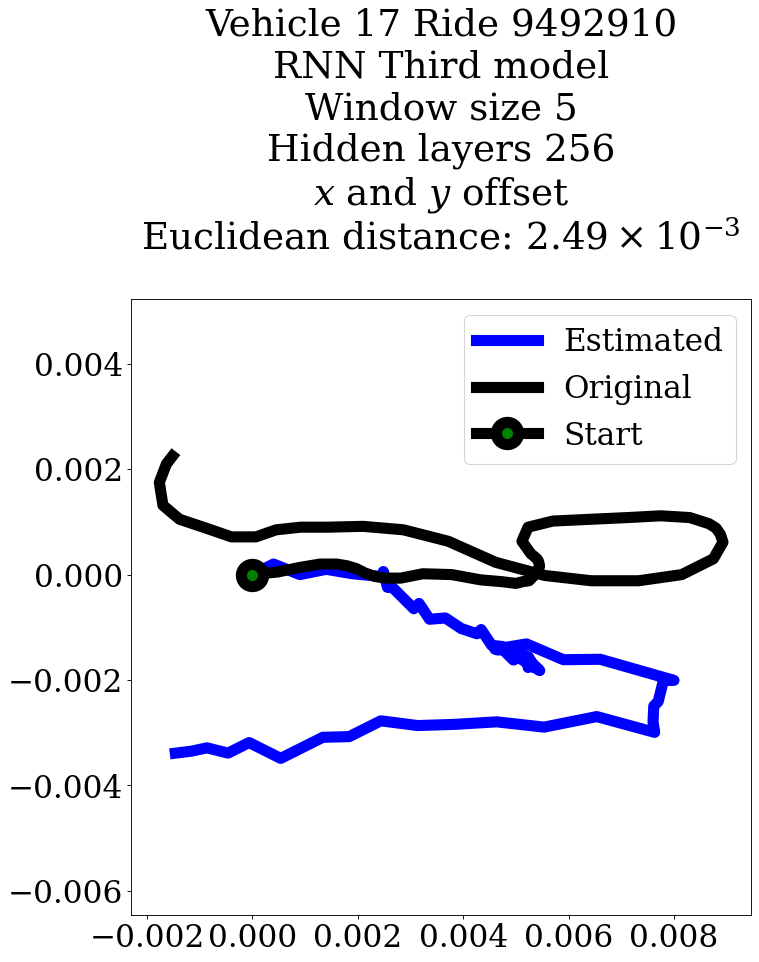 Vehicle 17 Ride 9492910
RNN Third model
Window size 5
Hidden layers 256
x and y offset
Euclidean distance: 2.49 × 10⁻³
Estimated
Original
Start
0.004
0.002
0.000
−0.002
−0.004
−0.006
−0.002 0.000 0.002 0.004 0.006 0.008